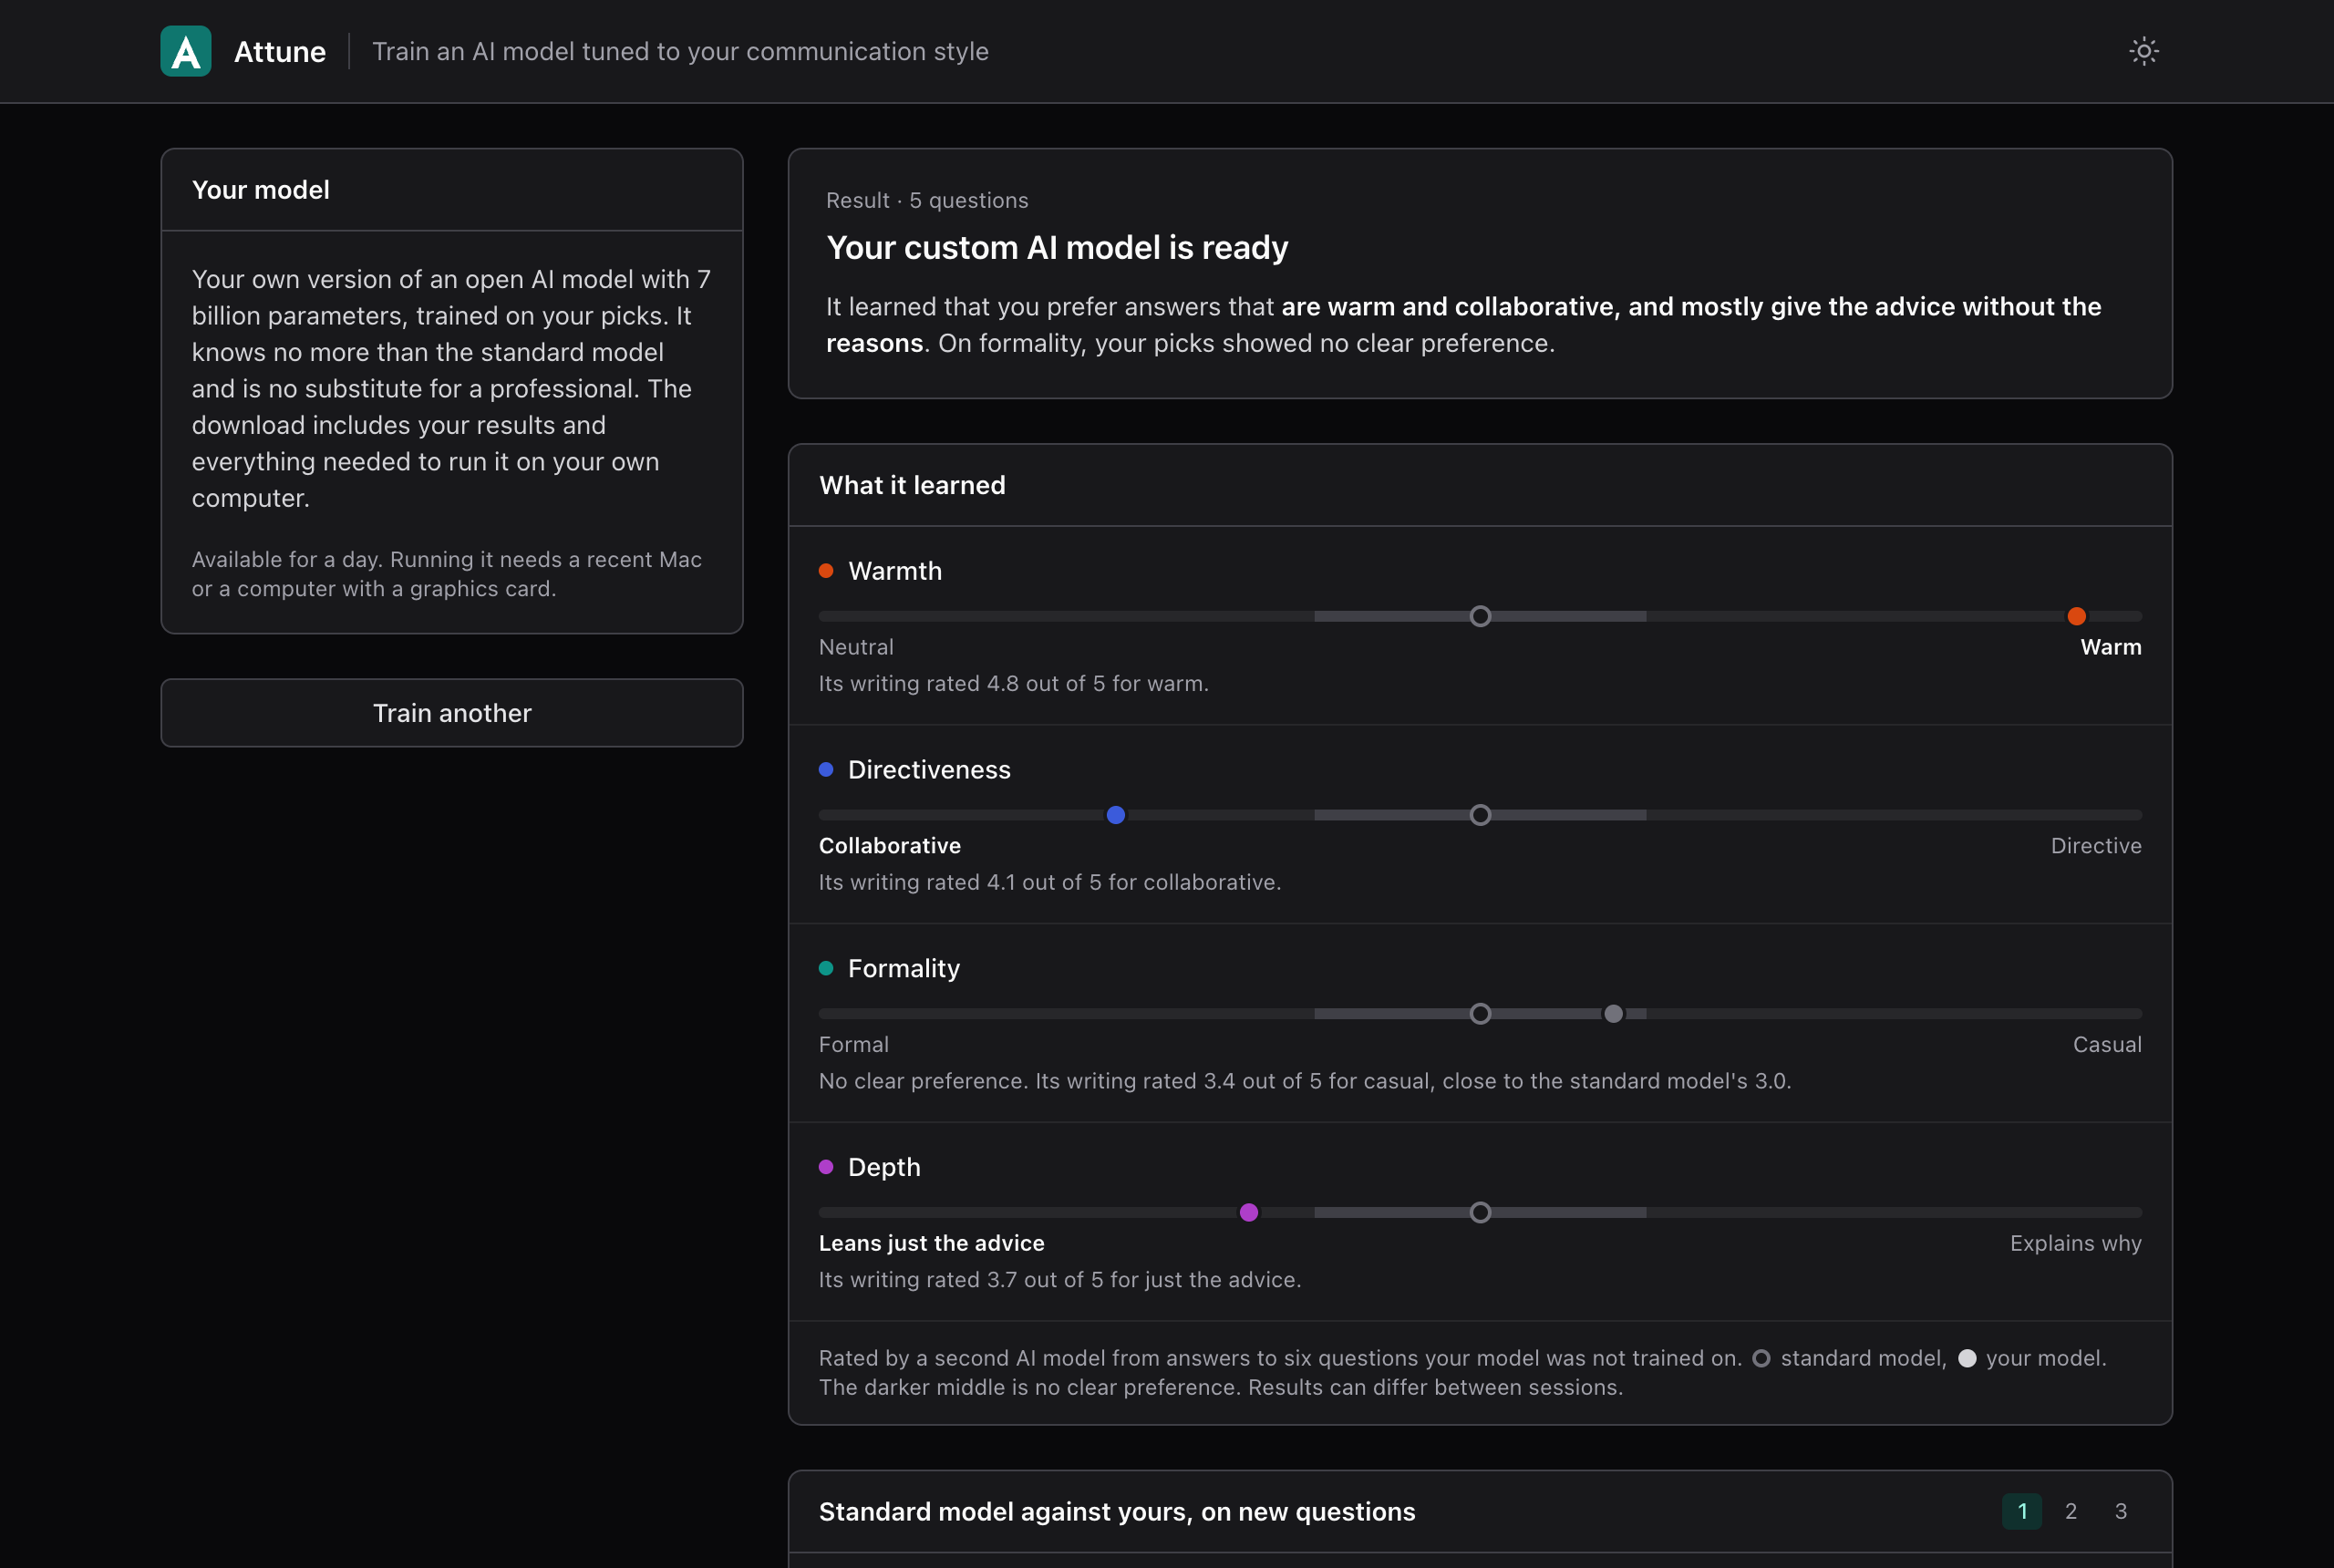 A
Attune
Train an AI model tuned to your communication style
Your model
Your own version of an open AI model with 7
billion parameters, trained on your picks. It
knows no more than the standard model
and is no substitute for a professional. The
download includes your results and
everything needed to run it on your own
computer.
Available for a day. Running it needs a recent Mac
or a computer with a graphics card.
Train another
Result · 5 questions
Your custom AI model is ready
It learned that you prefer answers that are warm and collaborative, and mostly give the advice without the
reasons. On formality, your picks showed no clear preference.
What it learned
Warmth
Neutral
Warm
Its writing rated 4.8 out of 5 for warm.
Directiveness
Collaborative
Directive
Its writing rated 4.1 out of 5 for collaborative.
Formality
Formal
Casual
No clear preference. Its writing rated 3.4 out of 5 for casual, close to the standard model's 3.0.
Depth
Leans just the advice
Explains why
Its writing rated 3.7 out of 5 for just the advice.
Rated by a second AI model from answers to six questions your model was not trained on. standard model, your model.
The darker middle is no clear preference. Results can differ between sessions.
Standard model against yours, on new questions
1 2 3